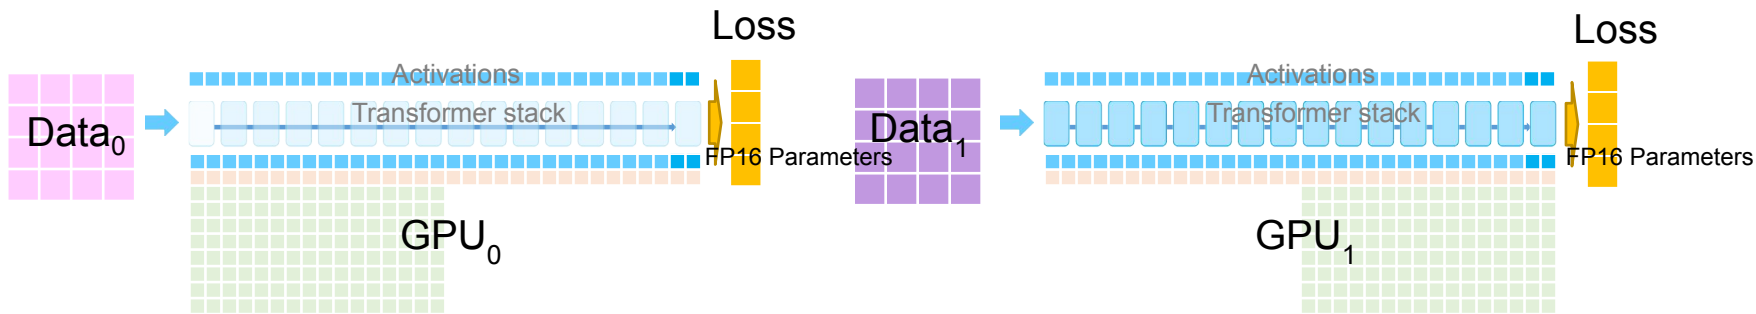 Loss
Activations
Transformer stack
Data0
FP16 Parameters
GPU0
Loss
Activations
Transformer stack
Data1
FP16 Parameters
GPU1